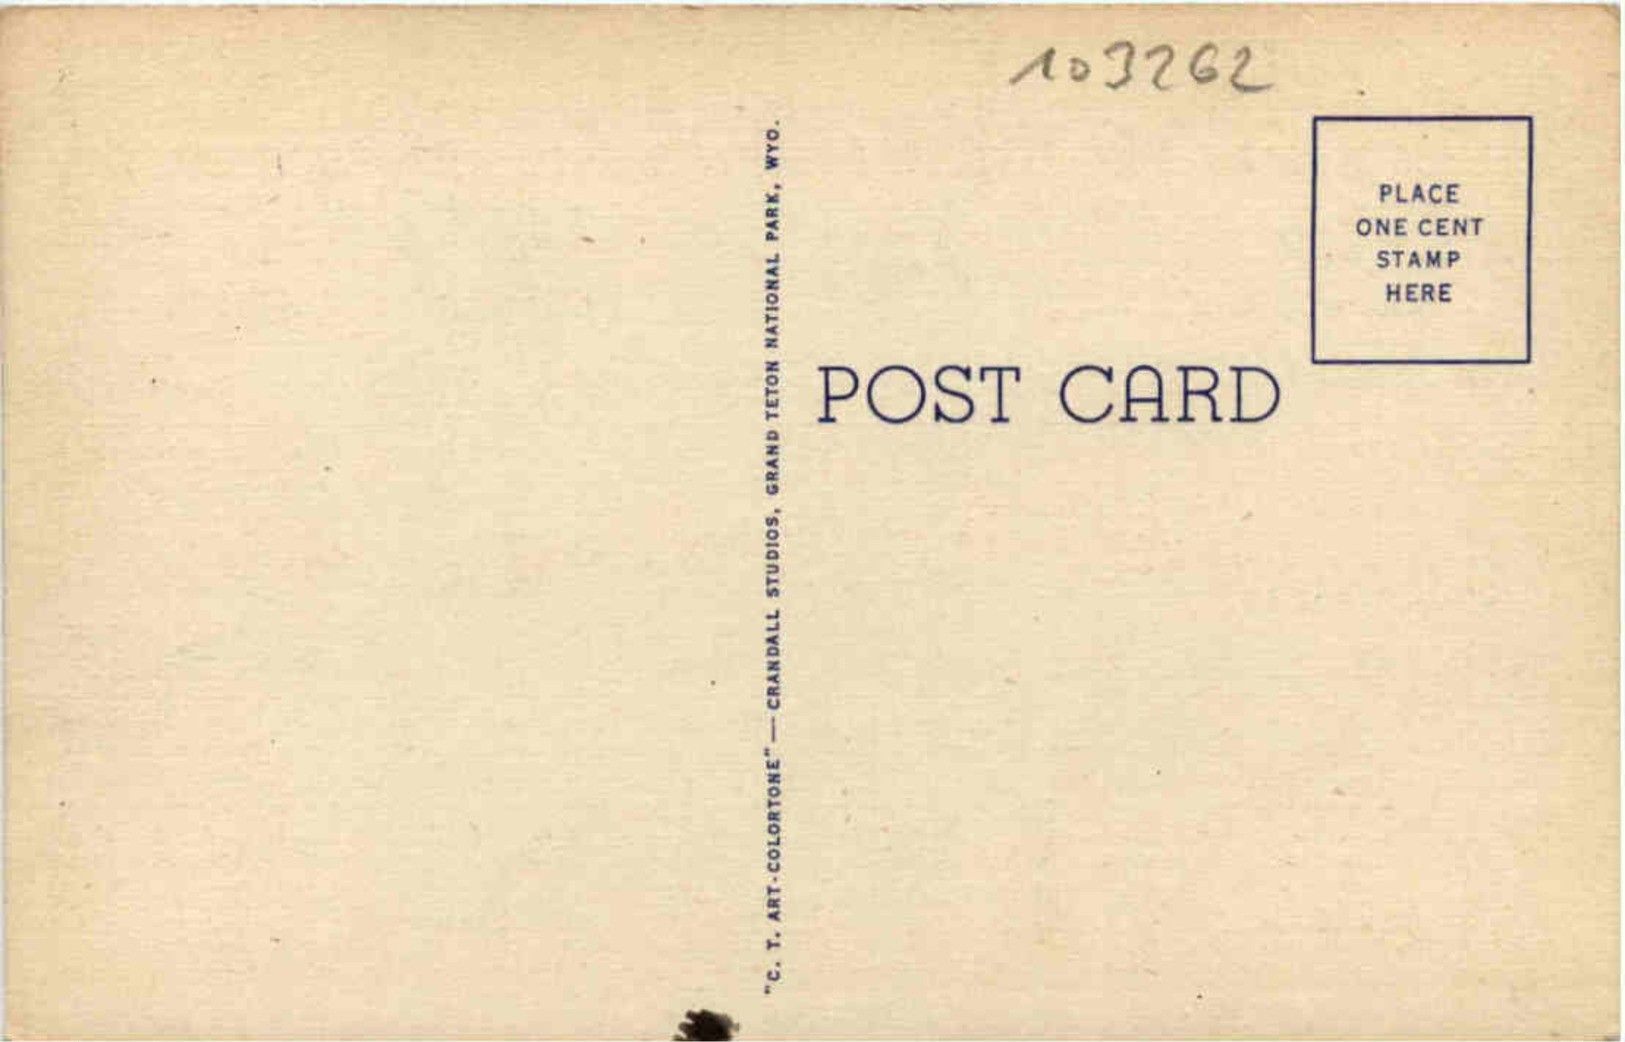 103262
PLACE
ONE CENT
STAMP
HERE
POST CARD
"C. T. ART-COLORTONE"—CRANDALL STUDIOS, GRAND TETON NATIONAL PARK, WYO.